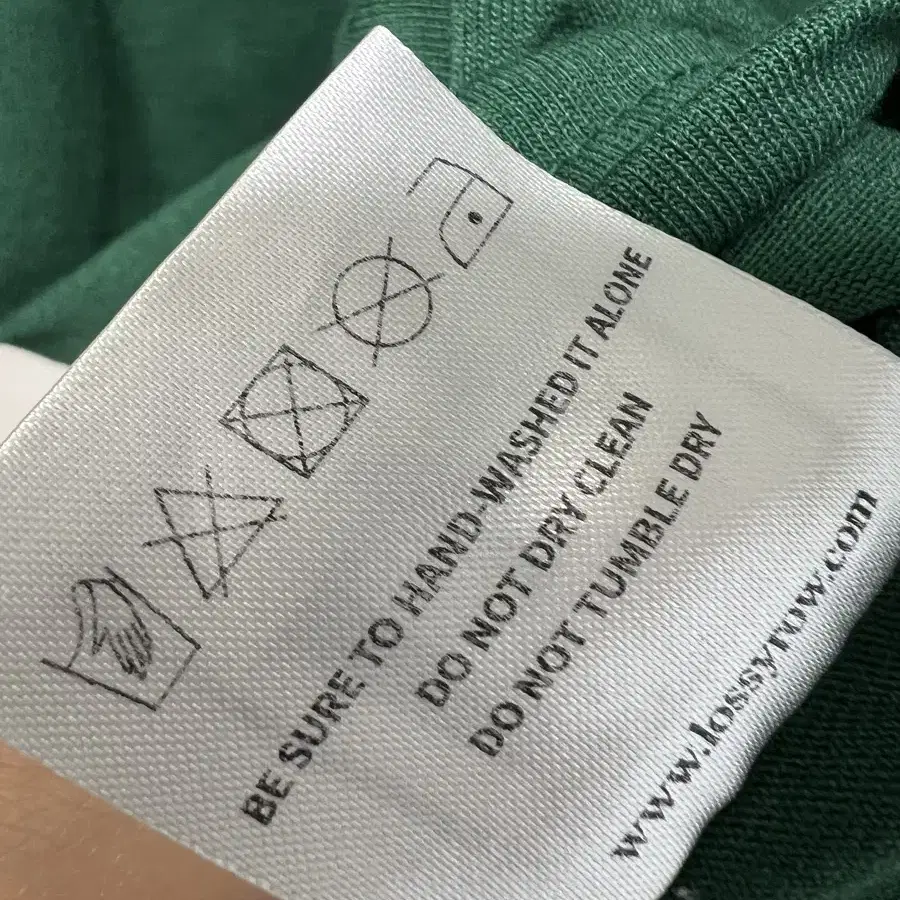 BE SURE TO HAND-WASHED IT ALONE
DO NOT DRY CLEAN
DO NOT TUMBLE DRY
www.lossyrow.com